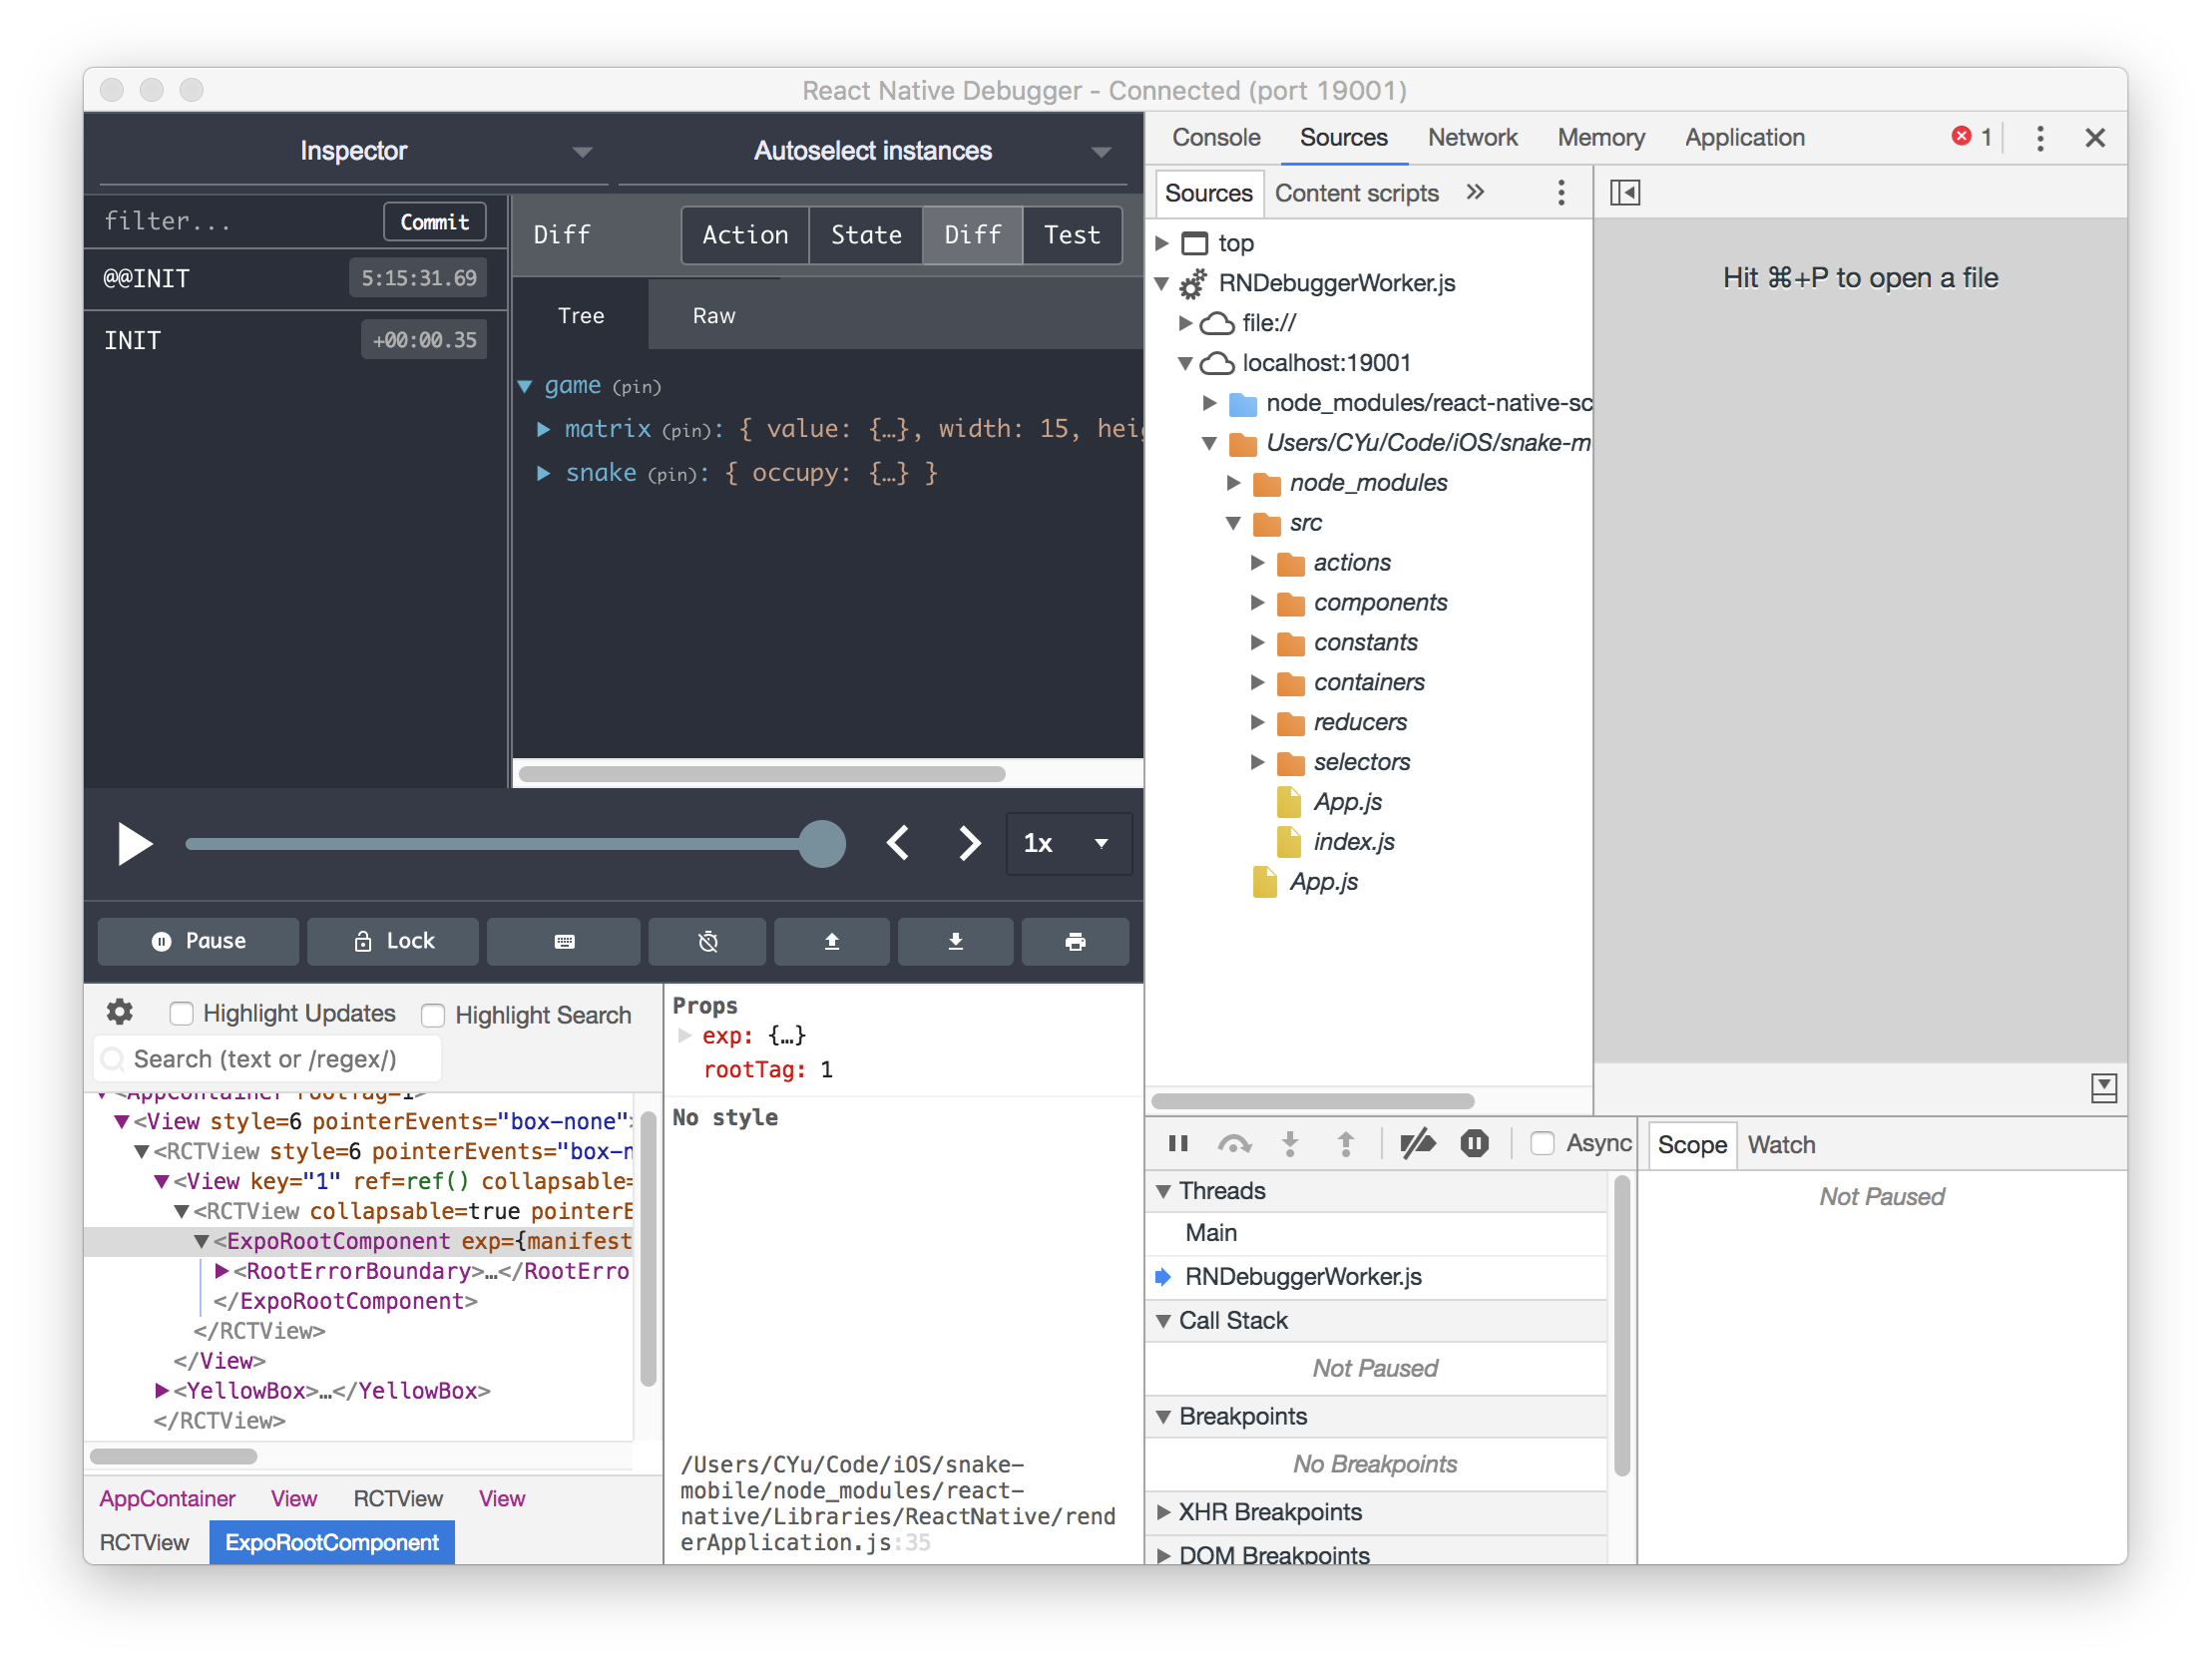 React Native Debugger - Connected (port 19001)
Inspector
Autoselect instances
filter...
Commit
@@INIT
5:15:31.69
INIT
+00:00.35
Diff
Action
State
Diff
Test
Tree
Raw
game (pin)
matrix (pin): { value: {…}, width: 15, heig
snake (pin): { occupy: {…} }
1x
Pause
Lock
Highlight Updates
Highlight Search
Search (text or /regex/)
<AppContainer rootTag=1>
<View style=6 pointerEvents="box-none">
<RCTView style=6 pointerEvents="box-n
<View key="1" ref=ref() collapsable=
<RCTView collapsable=true pointerE
<ExpoRootComponent exp={manifest
<RootErrorBoundary>…</RootErro
</ExpoRootComponent>
</RCTView>
</View>
<YellowBox>…</YellowBox>
</RCTView>
AppContainer View RCTView View
RCTView ExpoRootComponent
Props
exp: {…}
rootTag: 1
No style
/Users/CYu/Code/iOS/snake-
mobile/node_modules/react-
native/Libraries/ReactNative/rend
erApplication.js:35
Console Sources Network Memory Application
1
Sources Content scripts »
top
RNDebuggerWorker.js
file://
localhost:19001
node_modules/react-native-sc
Users/CYu/Code/iOS/snake-m
node_modules
src
actions
components
constants
containers
reducers
selectors
App.js
index.js
App.js
Hit ⌘+P to open a file
Async
Threads
Main
RNDebuggerWorker.js
Call Stack
Not Paused
Breakpoints
No Breakpoints
XHR Breakpoints
DOM Breakpoints
Scope Watch
Not Paused